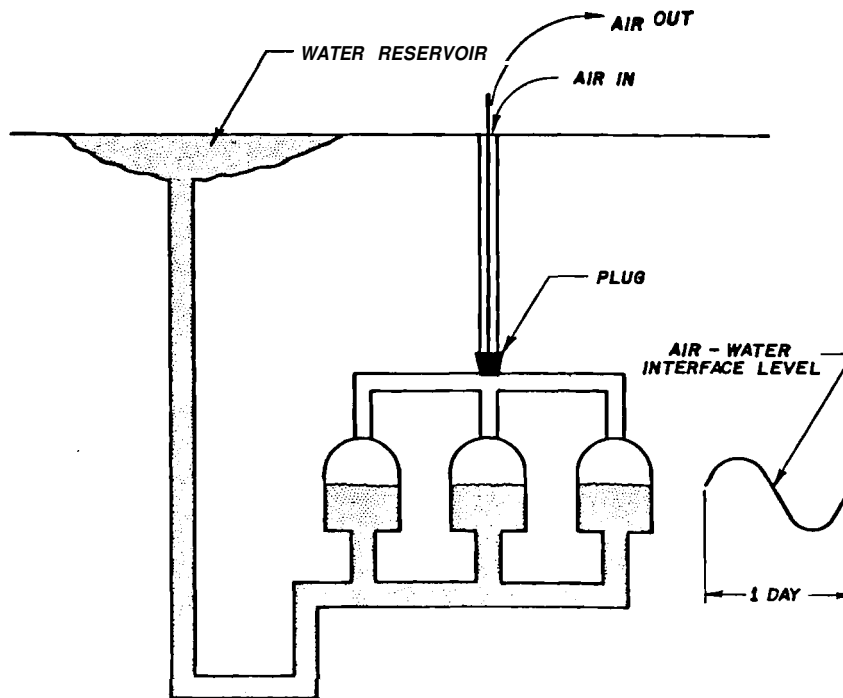 AIR OUT
WATER RESERVOIR
AIR IN
PLUG
AIR - WATER
INTERFACE LEVEL
1 DAY